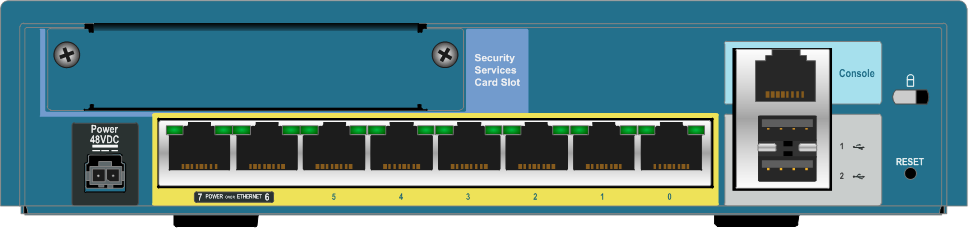 Security
Services
Card Slot
Console
Power
48VDC
1
2
RESET
7 POWER OVER ETHERNET 6 5 4 3 2 1 0